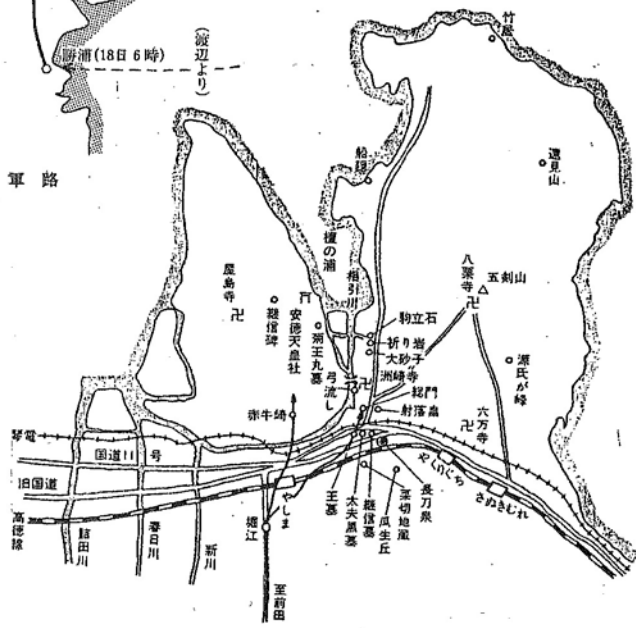 勝浦(18日6時)
(渡辺より)
軍路
竹居
遠見山
船隠
檀の浦
相引川
屋島寺
継信碑
安徳天皇社
菊王丸墓
八栗寺
五剣山
駒立石
祈り岩
大砂子
洲崎寺
弓流し
総門
射落畠
源氏が峰
六万寺
赤牛崎
琴電
国道11号
旧国道
高徳線
詰田川
春日川
新川
堀江
やしま
至前田
王墓
太夫黒墓
継信墓
長刀泉
菜切地蔵
瓜生丘
やくりぐち
さぬきむれ